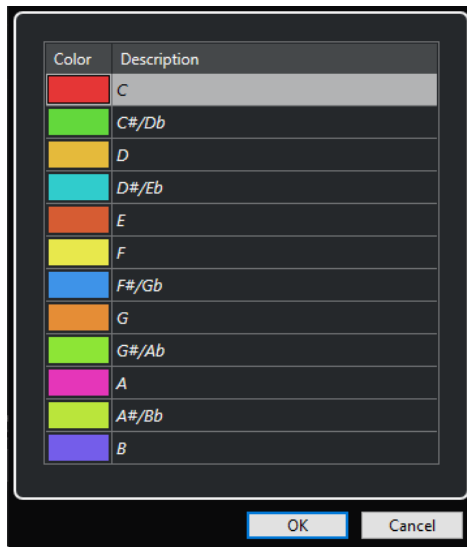 Color Description
C
C#/Db
D
D#/Eb
E
F
F#/Gb
G
G#/Ab
A
A#/Bb
B
OK Cancel